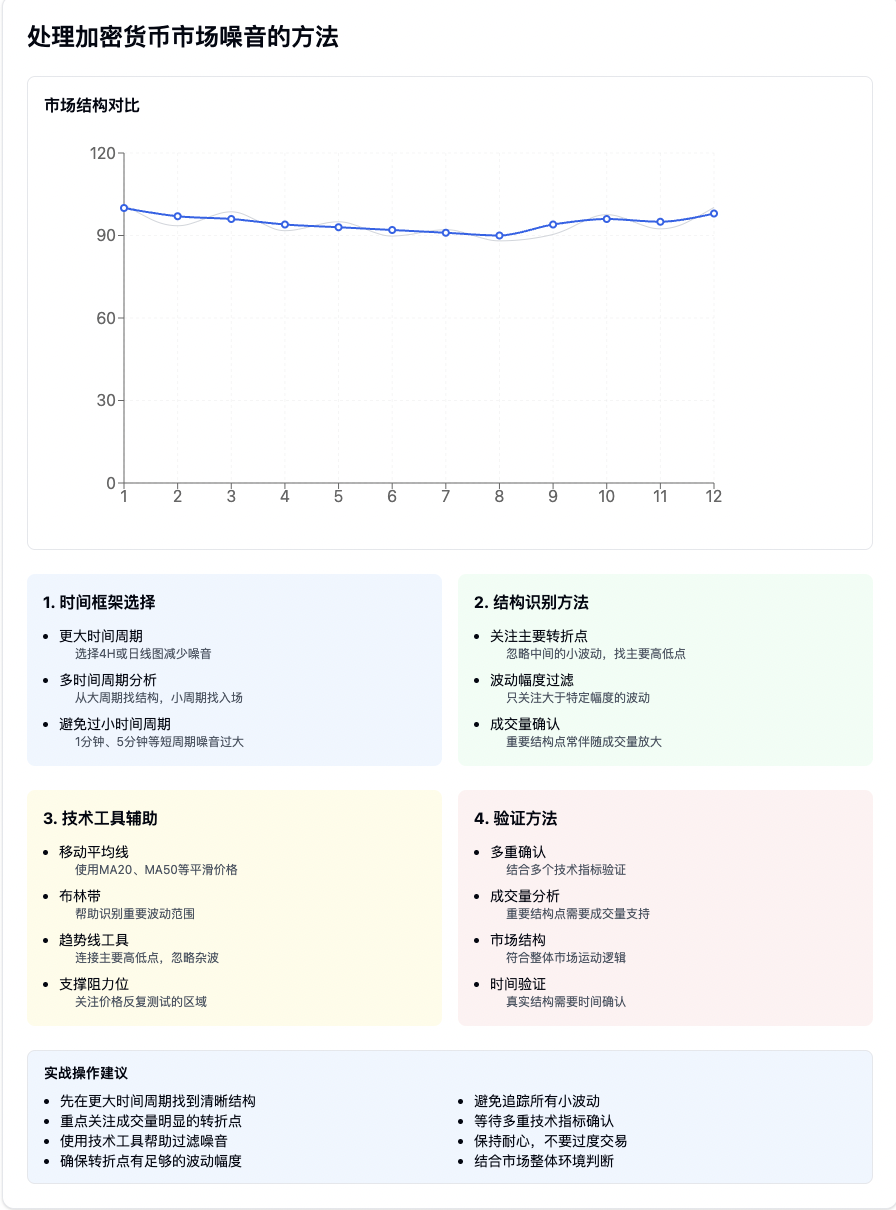 处理加密货币市场噪音的方法
市场结构对比
120
90
60
30
0
1 2 3 4 5 6 7 8 9 10 11 12
1. 时间框架选择
更大时间周期
选择4H或日线图减少噪音
多时间周期分析
从大周期找结构，小周期找入场
避免过小时间周期
1分钟、5分钟等短周期噪音过大
2. 结构识别方法
关注主要转折点
忽略中间的小波动，找主要高低点
波动幅度过滤
只关注大于特定幅度的波动
成交量确认
重要结构点常伴随成交量放大
3. 技术工具辅助
移动平均线
使用MA20、MA50等平滑价格
布林带
帮助识别重要波动范围
趋势线工具
连接主要高低点，忽略杂波
支撑阻力位
关注价格反复测试的区域
4. 验证方法
多重确认
结合多个技术指标验证
成交量分析
重要结构点需要成交量支持
市场结构
符合整体市场运动逻辑
时间验证
真实结构需要时间确认
实战操作建议
先在更大时间周期找到清晰结构
重点关注成交量明显的转折点
使用技术工具帮助过滤噪音
确保转折点有足够的波动幅度
避免追踪所有小波动
等待多重技术指标确认
保持耐心，不要过度交易
结合市场整体环境判断